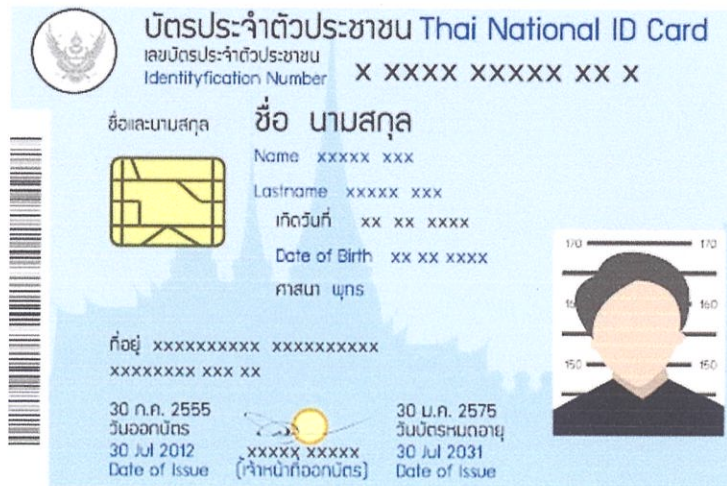 บัตรประจำตัวประชาชน Thai National ID Card
เลขบัตรประจำตัวประชาชน
Identityfication Number X XXXX XXXXX XX X
ชื่อและนามสกุล ชื่อ นามสกุล
Name xxxxx xxx
Lastname xxxxx xxx
เกิดวันที่ xx xx xxxx
Date of Birth xx xx xxxx
ศาสนา พุทธ
170 170
160
150 150
ที่อยู่ xxxxxxxxxx xxxxxxxxxx
xxxxxxxx xxx xx
30 ก.ค. 2555
วันออกบัตร
30 Jul 2012
Date of Issue
xxxxx xxxxx
(เจ้าหน้าที่ออกบัตร)
30 ม.ค. 2575
วันบัตรหมดอายุ
30 Jul 2031
Date of Issue